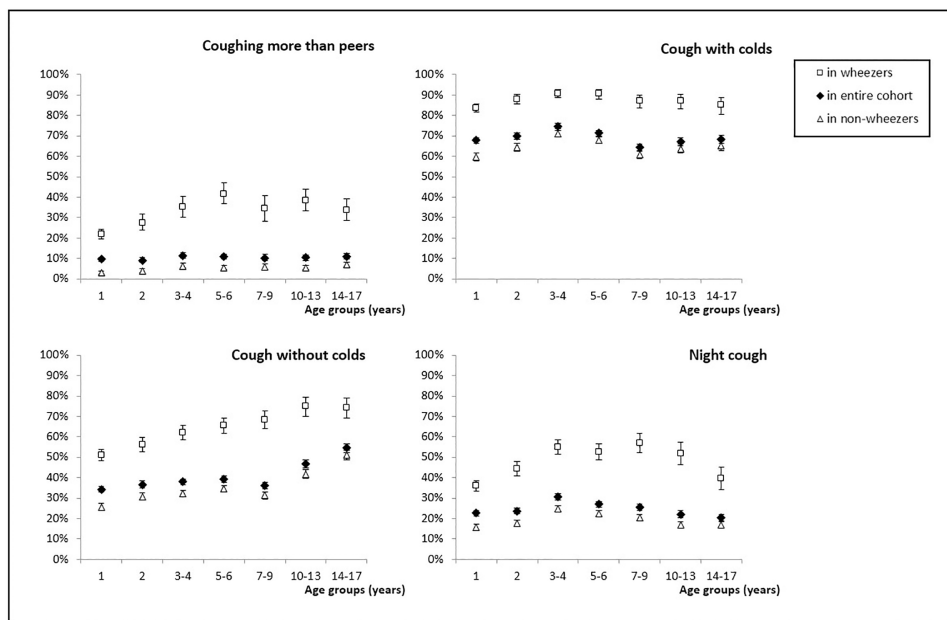 Coughing more than peers
100%
90%
80%
70%
60%
50%
40%
30%
20%
10%
0%
1 2 3-4 5-6 7-9 10-13 14-17
Age groups (years)
Cough with colds
100%
90%
80%
70%
60%
50%
40%
30%
20%
10%
0%
1 2 3-4 5-6 7-9 10-13 14-17
Age groups (years)
in wheezers
in entire cohort
in non-wheezers
Cough without colds
100%
90%
80%
70%
60%
50%
40%
30%
20%
10%
0%
1 2 3-4 5-6 7-9 10-13 14-17
Age groups (years)
Night cough
100%
90%
80%
70%
60%
50%
40%
30%
20%
10%
0%
1 2 3-4 5-6 7-9 10-13 14-17
Age groups (years)